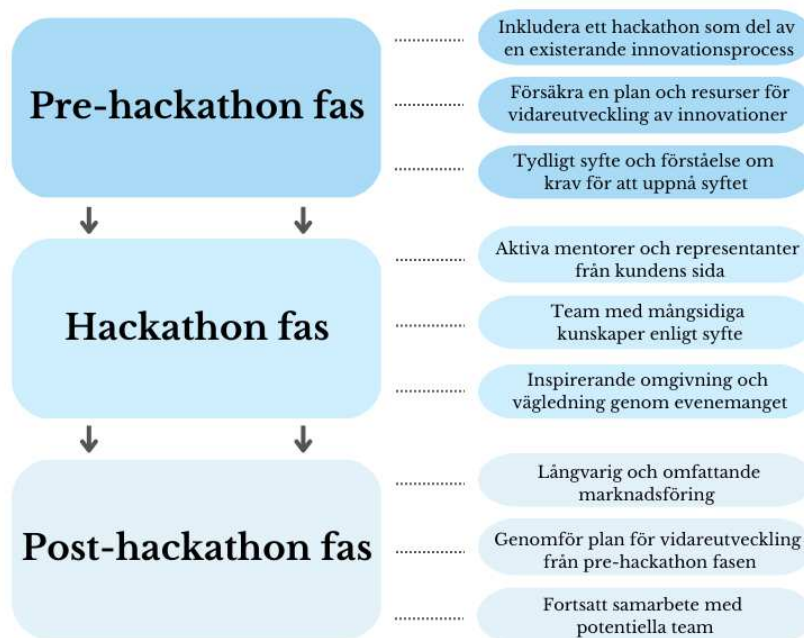 Pre-hackathon fas
Inkludera ett hackathon som del av
en existerande innovationsprocess
Försäkra en plan och resurser för
vidareutveckling av innovationer
Tydligt syfte och förståelse om
krav för att uppnå syftet
Hackathon fas
Aktiva mentorer och representanter
från kundens sida
Team med mångsidiga
kunskaper enligt syfte
Inspirerande omgivning och
vägledning genom evenemanget
Post-hackathon fas
Långvarig och omfattande
marknadsföring
Genomför plan för vidareutveckling
från pre-hackathon fasen
Fortsatt samarbete med
potentiella team